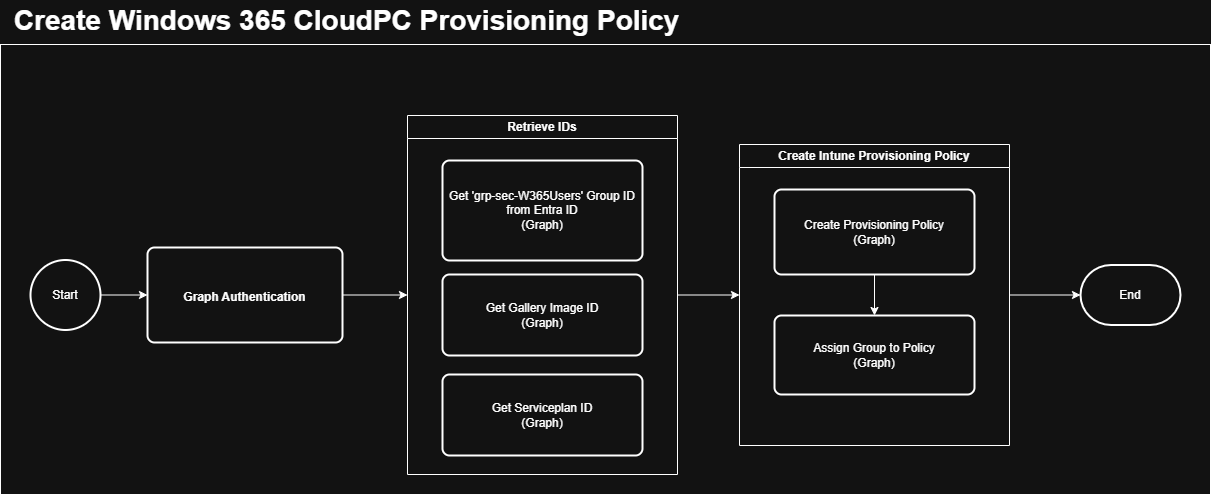 Create Windows 365 CloudPC Provisioning Policy
Start
Graph Authentication
Retrieve IDs
Get 'grp-sec-W365Users' Group ID
from Entra ID
(Graph)
Get Gallery Image ID
(Graph)
Get Serviceplan ID
(Graph)
Create Intune Provisioning Policy
Create Provisioning Policy
(Graph)
Assign Group to Policy
(Graph)
End